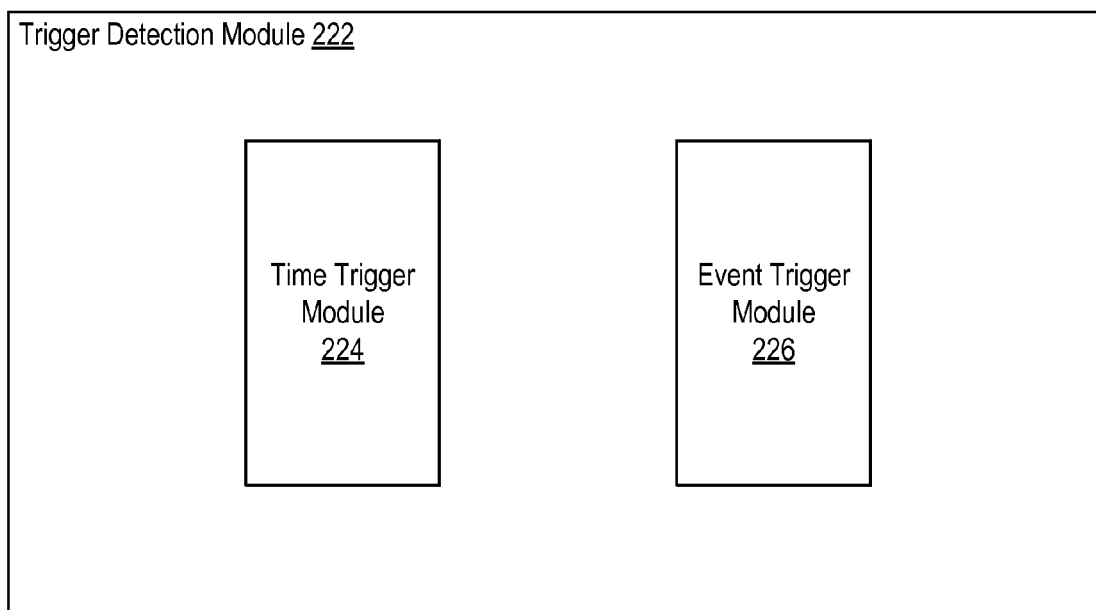 Trigger Detection Module 222
Time Trigger
Module
224
Event Trigger
Module
226